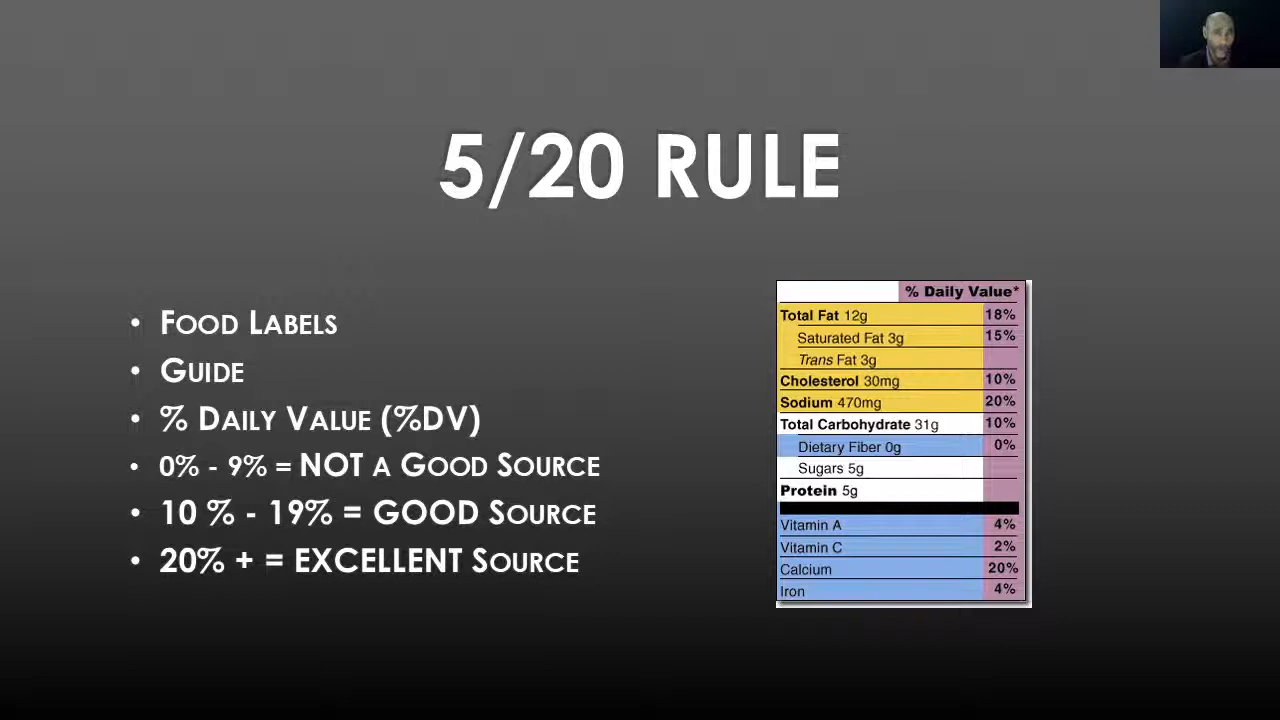 5/20 RULE
• FOOD LABELS
• GUIDE
• % DAILY VALUE (%DV)
• 0% - 9% = NOT A GOOD SOURCE
• 10 % - 19% = GOOD SOURCE
• 20% + = EXCELLENT SOURCE
% Daily Value*
Total Fat 12g 18%
Saturated Fat 3g 15%
Trans Fat 3g
Cholesterol 30mg 10%
Sodium 470mg 20%
Total Carbohydrate 31g 10%
Dietary Fiber 0g 0%
Sugars 5g
Protein 5g
Vitamin A 4%
Vitamin C 2%
Calcium 20%
Iron 4%